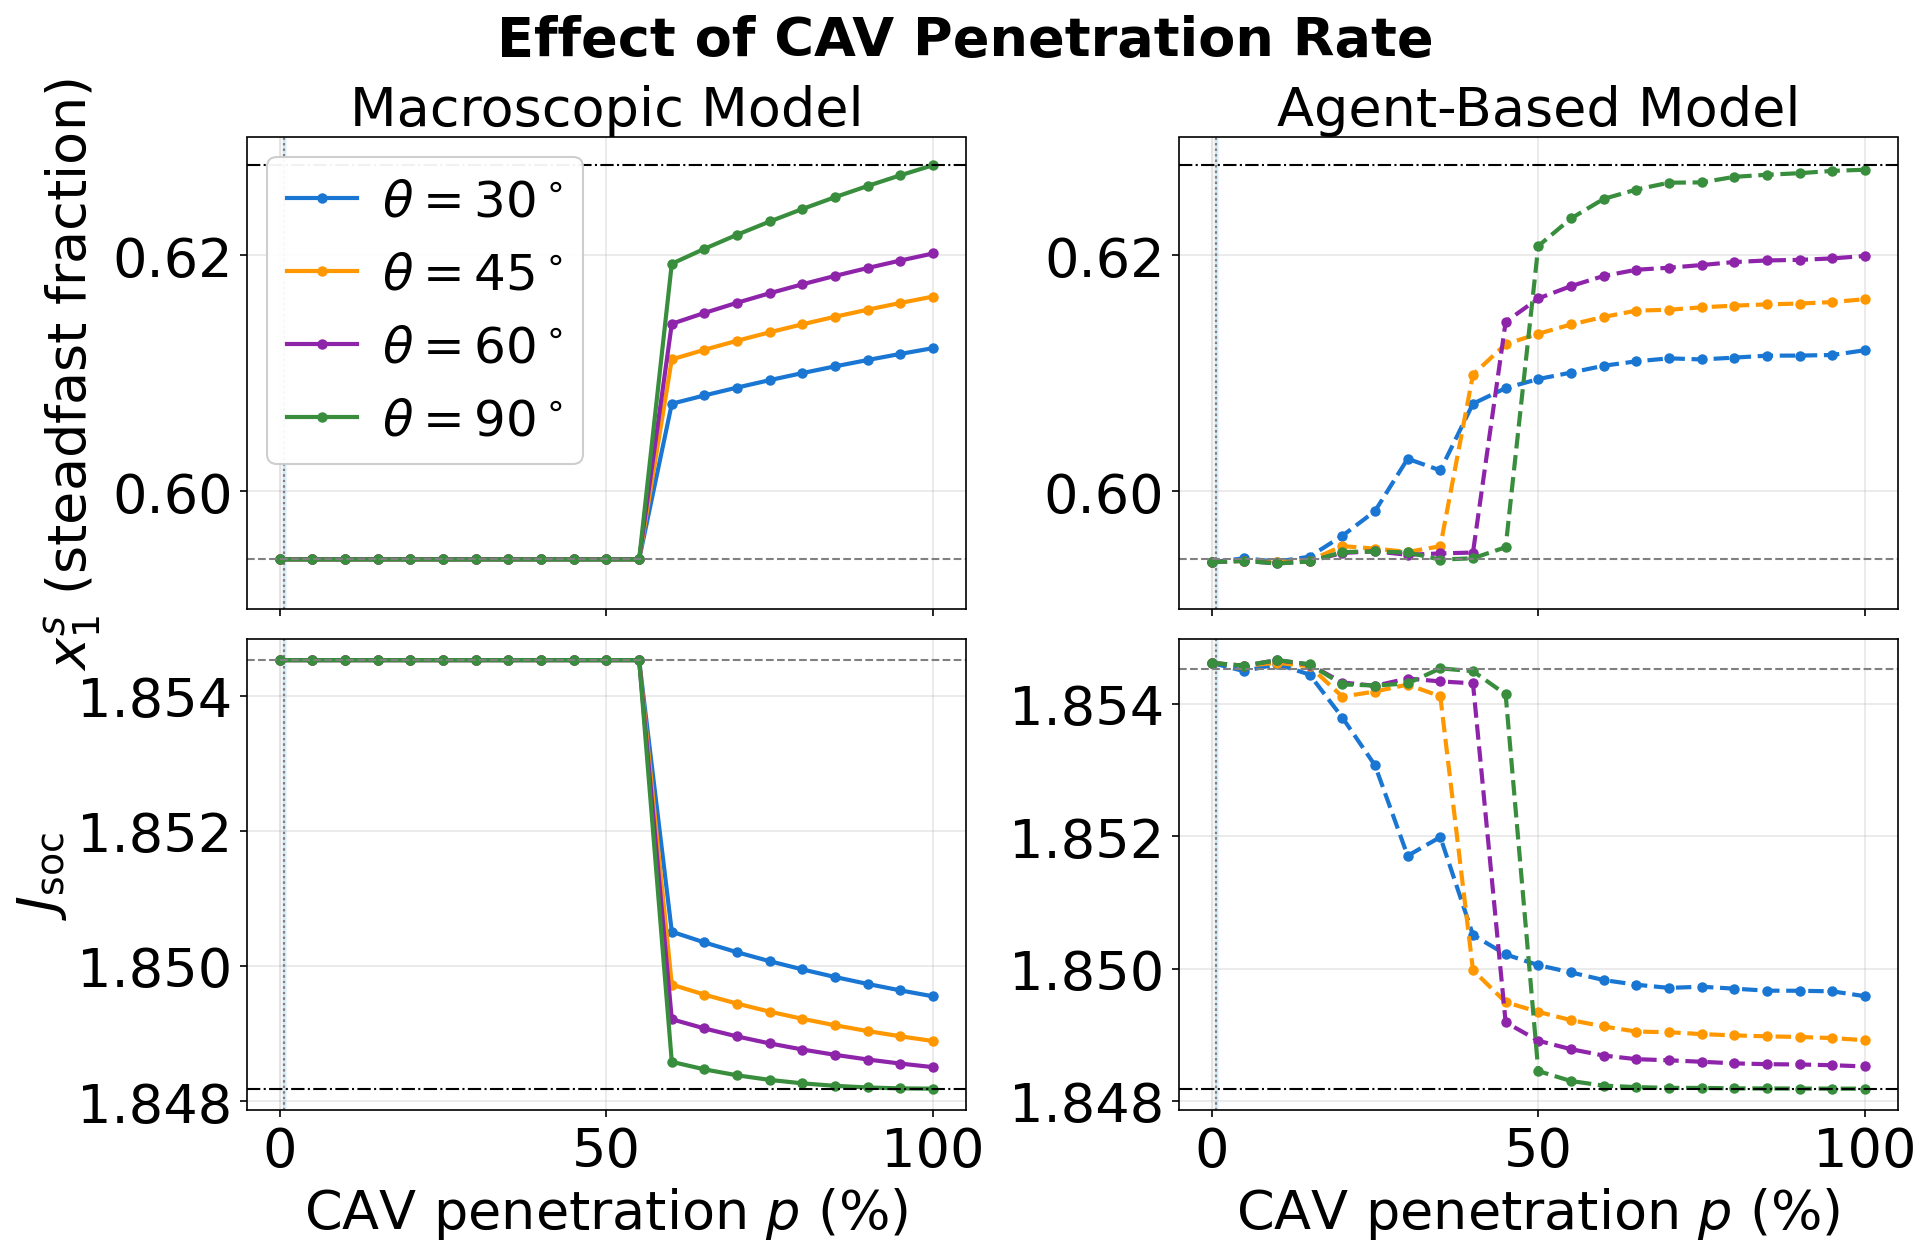 Effect of CAV Penetration Rate
Macroscopic Model
Agent-Based Model
x₁ˢ (steadfast fraction)
0.62
0.60
θ = 30°
θ = 45°
θ = 60°
θ = 90°
0.62
0.60
J_soc
1.854
1.852
1.850
1.848
0
50
100
CAV penetration p (%)
1.854
1.852
1.850
1.848
0
50
100
CAV penetration p (%)